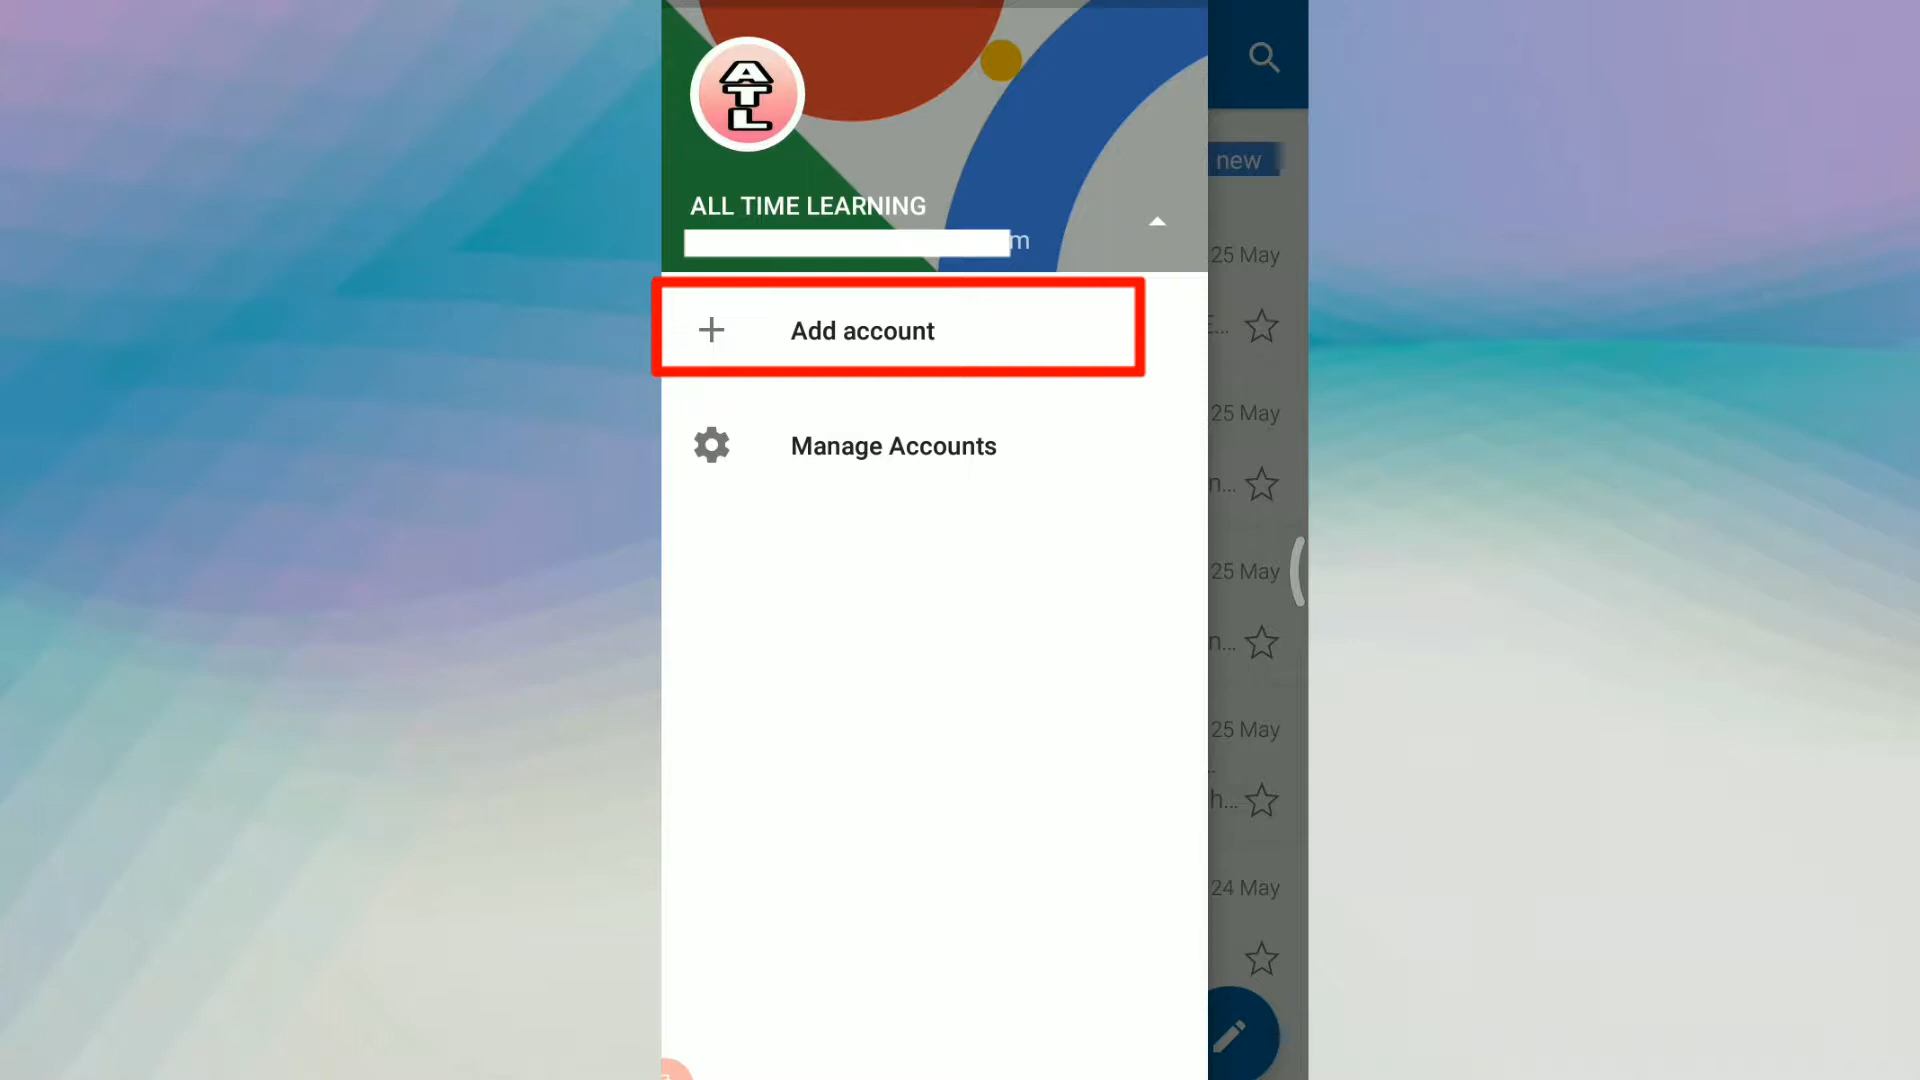 A
T
L
new
ALL TIME LEARNING
m
25 May
Add account
E...
25 May
Manage Accounts
n...
25 May
n...
25 May
h...
24 May